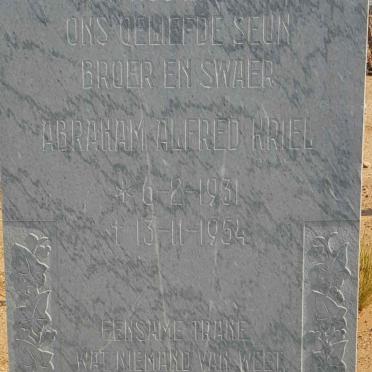 ONS GELIEFDE SEUN
BROER EN SWAER
ABRAHAM ALFRED KRIEL
* 6-2-1931
† 13-11-1954
EENSAME TRANE
WAT NIEMAND VAN WEET